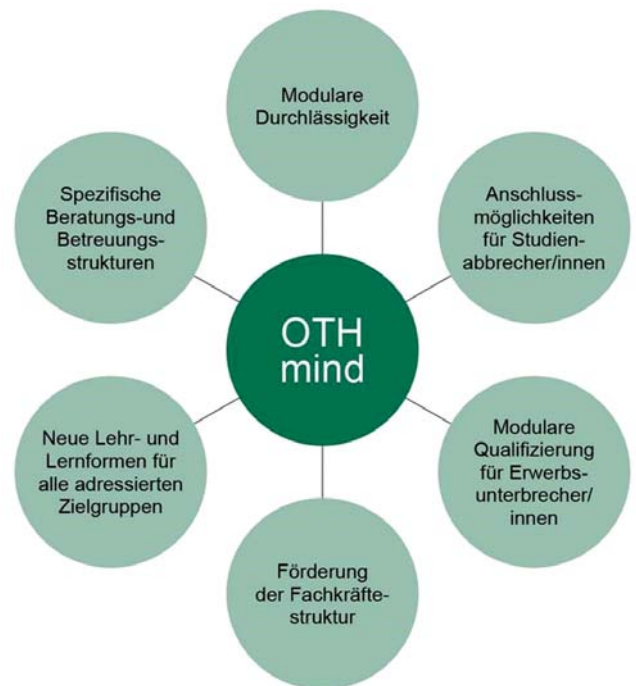 Modulare
Durchlässigkeit
Spezifische
Beratungs-und
Betreuungs-
strukturen
Anschluss-
möglichkeiten
für Studien-
abbrecher/innen
OTH
mind
Neue Lehr- und
Lernformen für
alle adressierten
Zielgruppen
Modulare
Qualifizierung
für Erwerbs-
unterbrecher/
innen
Förderung
der Fachkräfte-
struktur